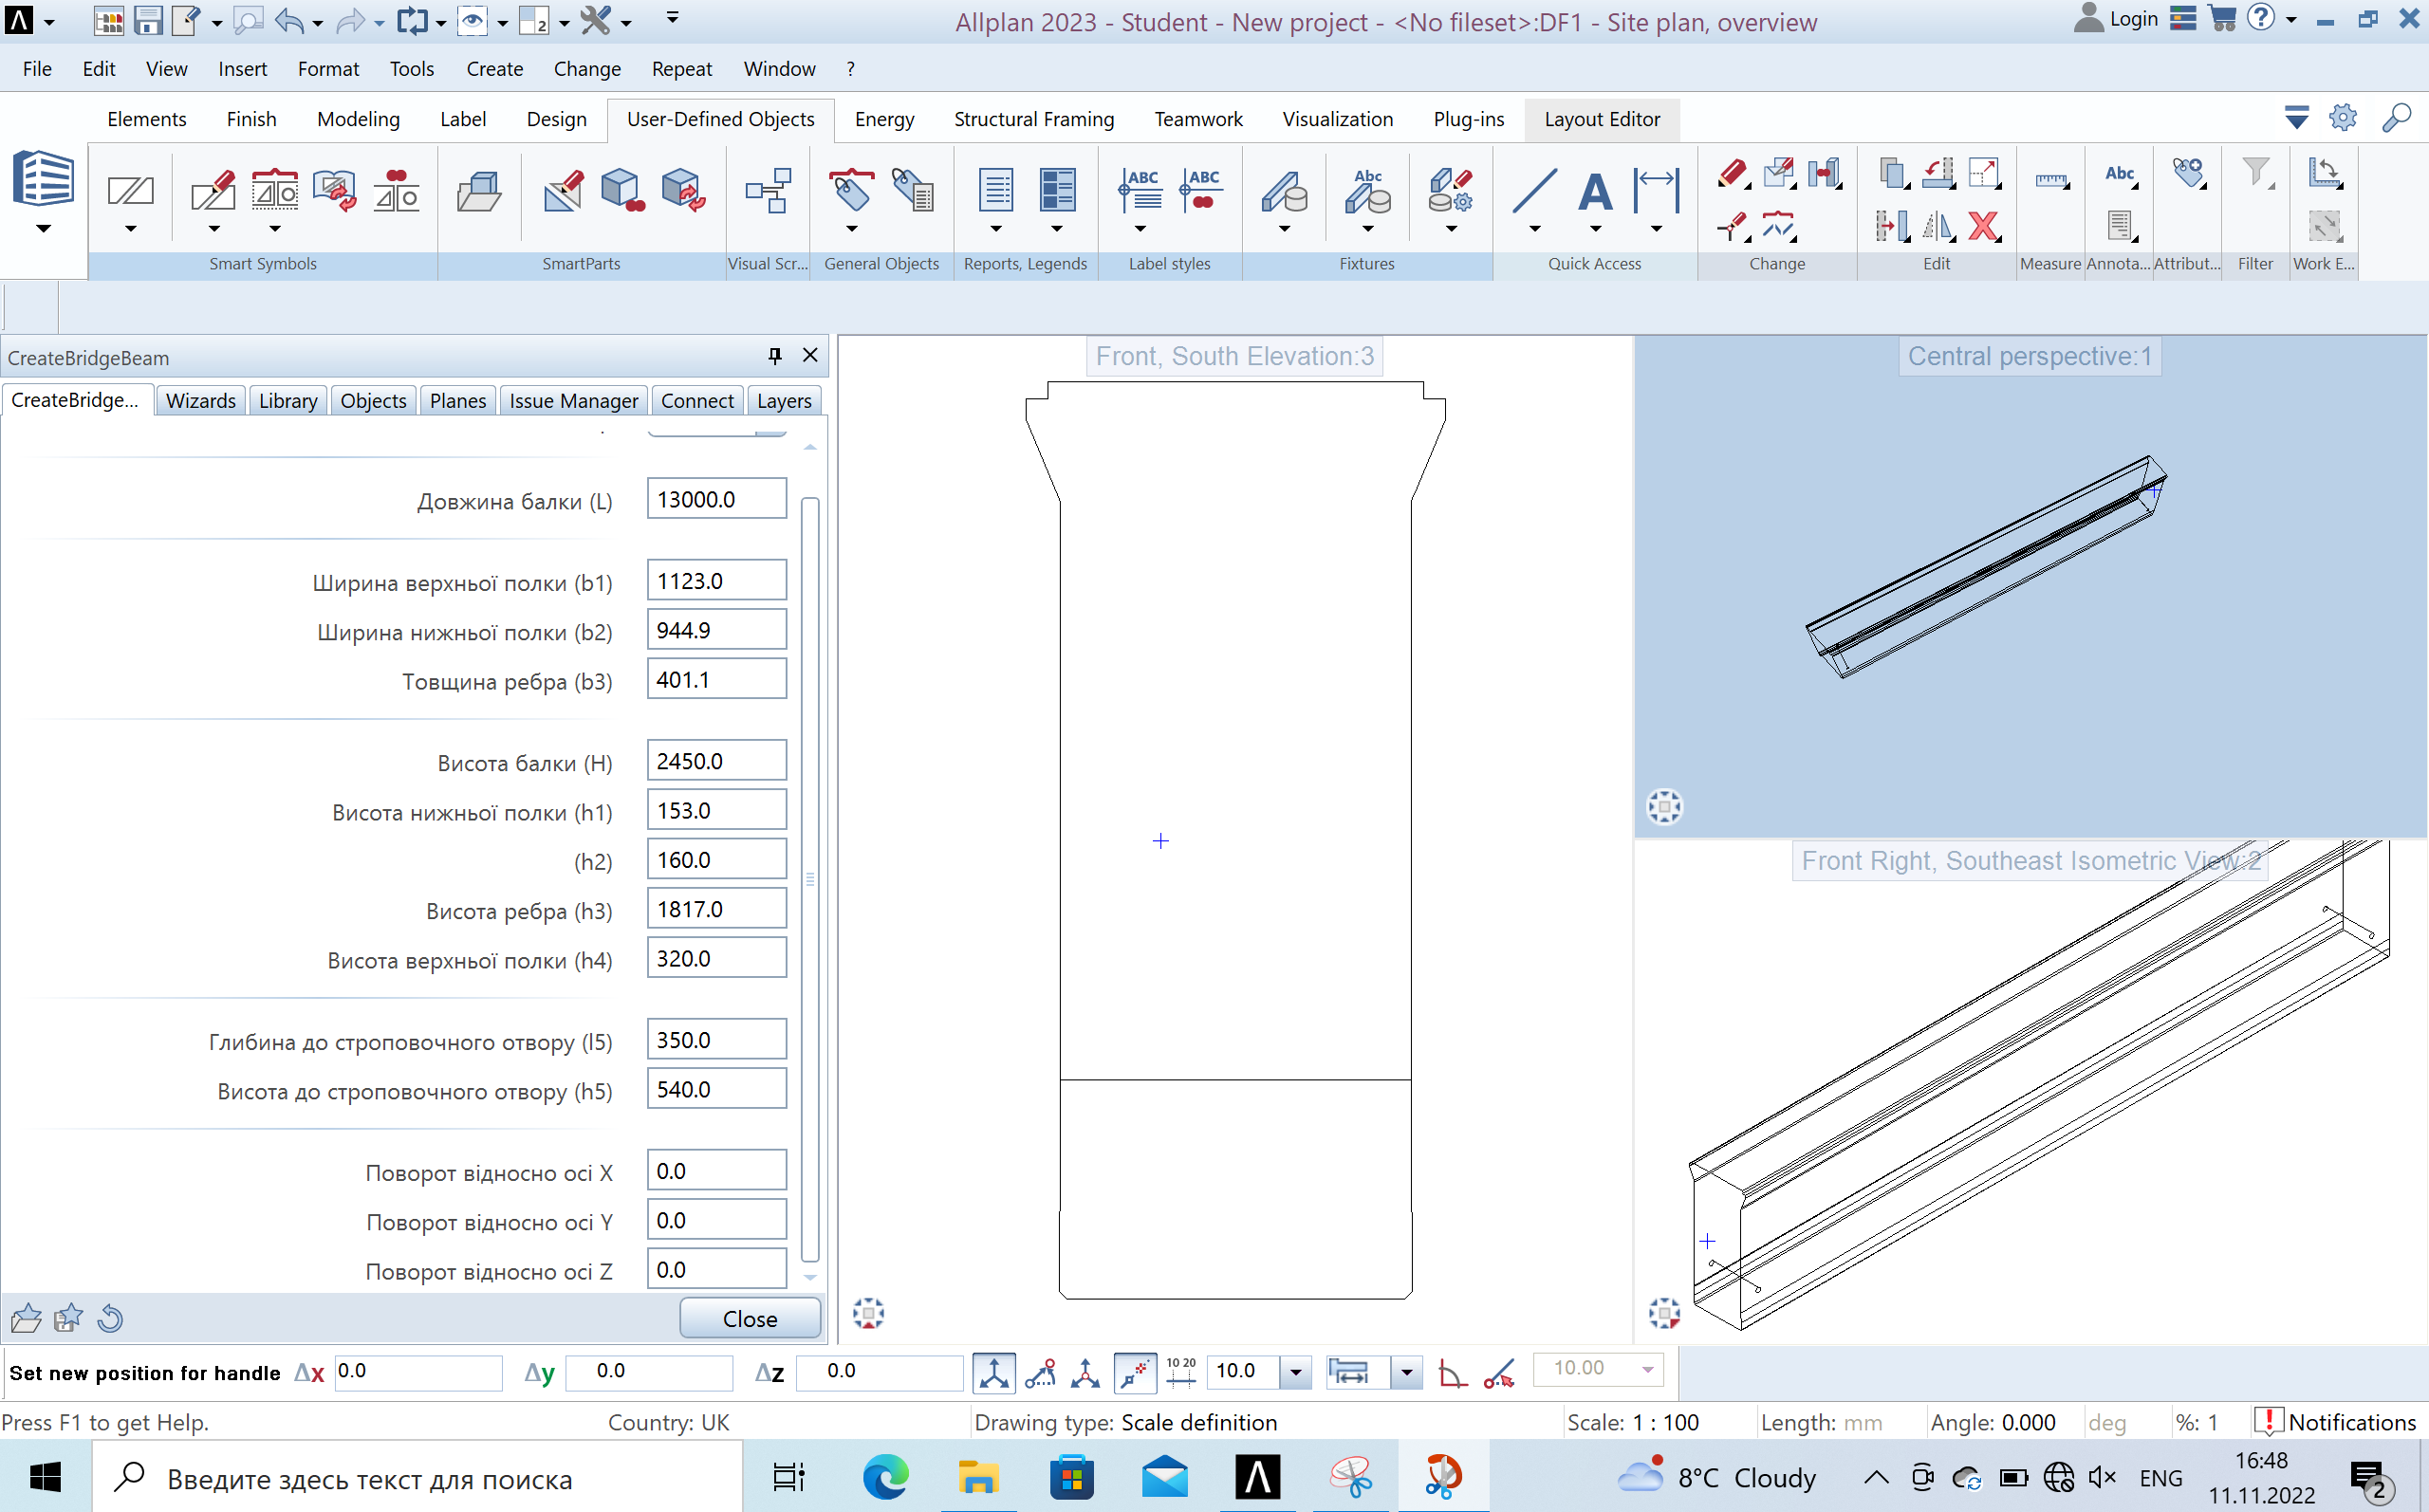 Allplan 2023 - Student - New project - <No fileset>:DF1 - Site plan, overview
Login
File Edit View Insert Format Tools Create Change Repeat Window ?
Elements Finish Modeling Label Design User-Defined Objects Energy Structural Framing Teamwork Visualization Plug-ins Layout Editor
Smart Symbols SmartParts Visual Scr... General Objects Reports, Legends Label styles Fixtures Quick Access Change Edit Measure Annota... Attribut... Filter Work E...
CreateBridgeBeam
CreateBridge... Wizards Library Objects Planes Issue Manager Connect Layers
Довжина балки (L) 13000.0
Ширина верхньої полки (b1) 1123.0
Ширина нижньої полки (b2) 944.9
Товщина ребра (b3) 401.1
Висота балки (H) 2450.0
Висота нижньої полки (h1) 153.0
(h2) 160.0
Висота ребра (h3) 1817.0
Висота верхньої полки (h4) 320.0
Глибина до строповочного отвору (l5) 350.0
Висота до строповочного отвору (h5) 540.0
Поворот відносно осі X 0.0
Поворот відносно осі Y 0.0
Поворот відносно осі Z 0.0
Close
Front, South Elevation:3
Central perspective:1
Front Right, Southeast Isometric View:2
Set new position for handle Δx 0.0 Δy 0.0 Δz 0.0 10 20 10.0 10.00
Press F1 to get Help. Country: UK Drawing type: Scale definition Scale: 1 : 100 Length: mm Angle: 0.000 deg %: 1 Notifications
Введите здесь текст для поиска
8°C Cloudy
ENG
16:48
11.11.2022
2